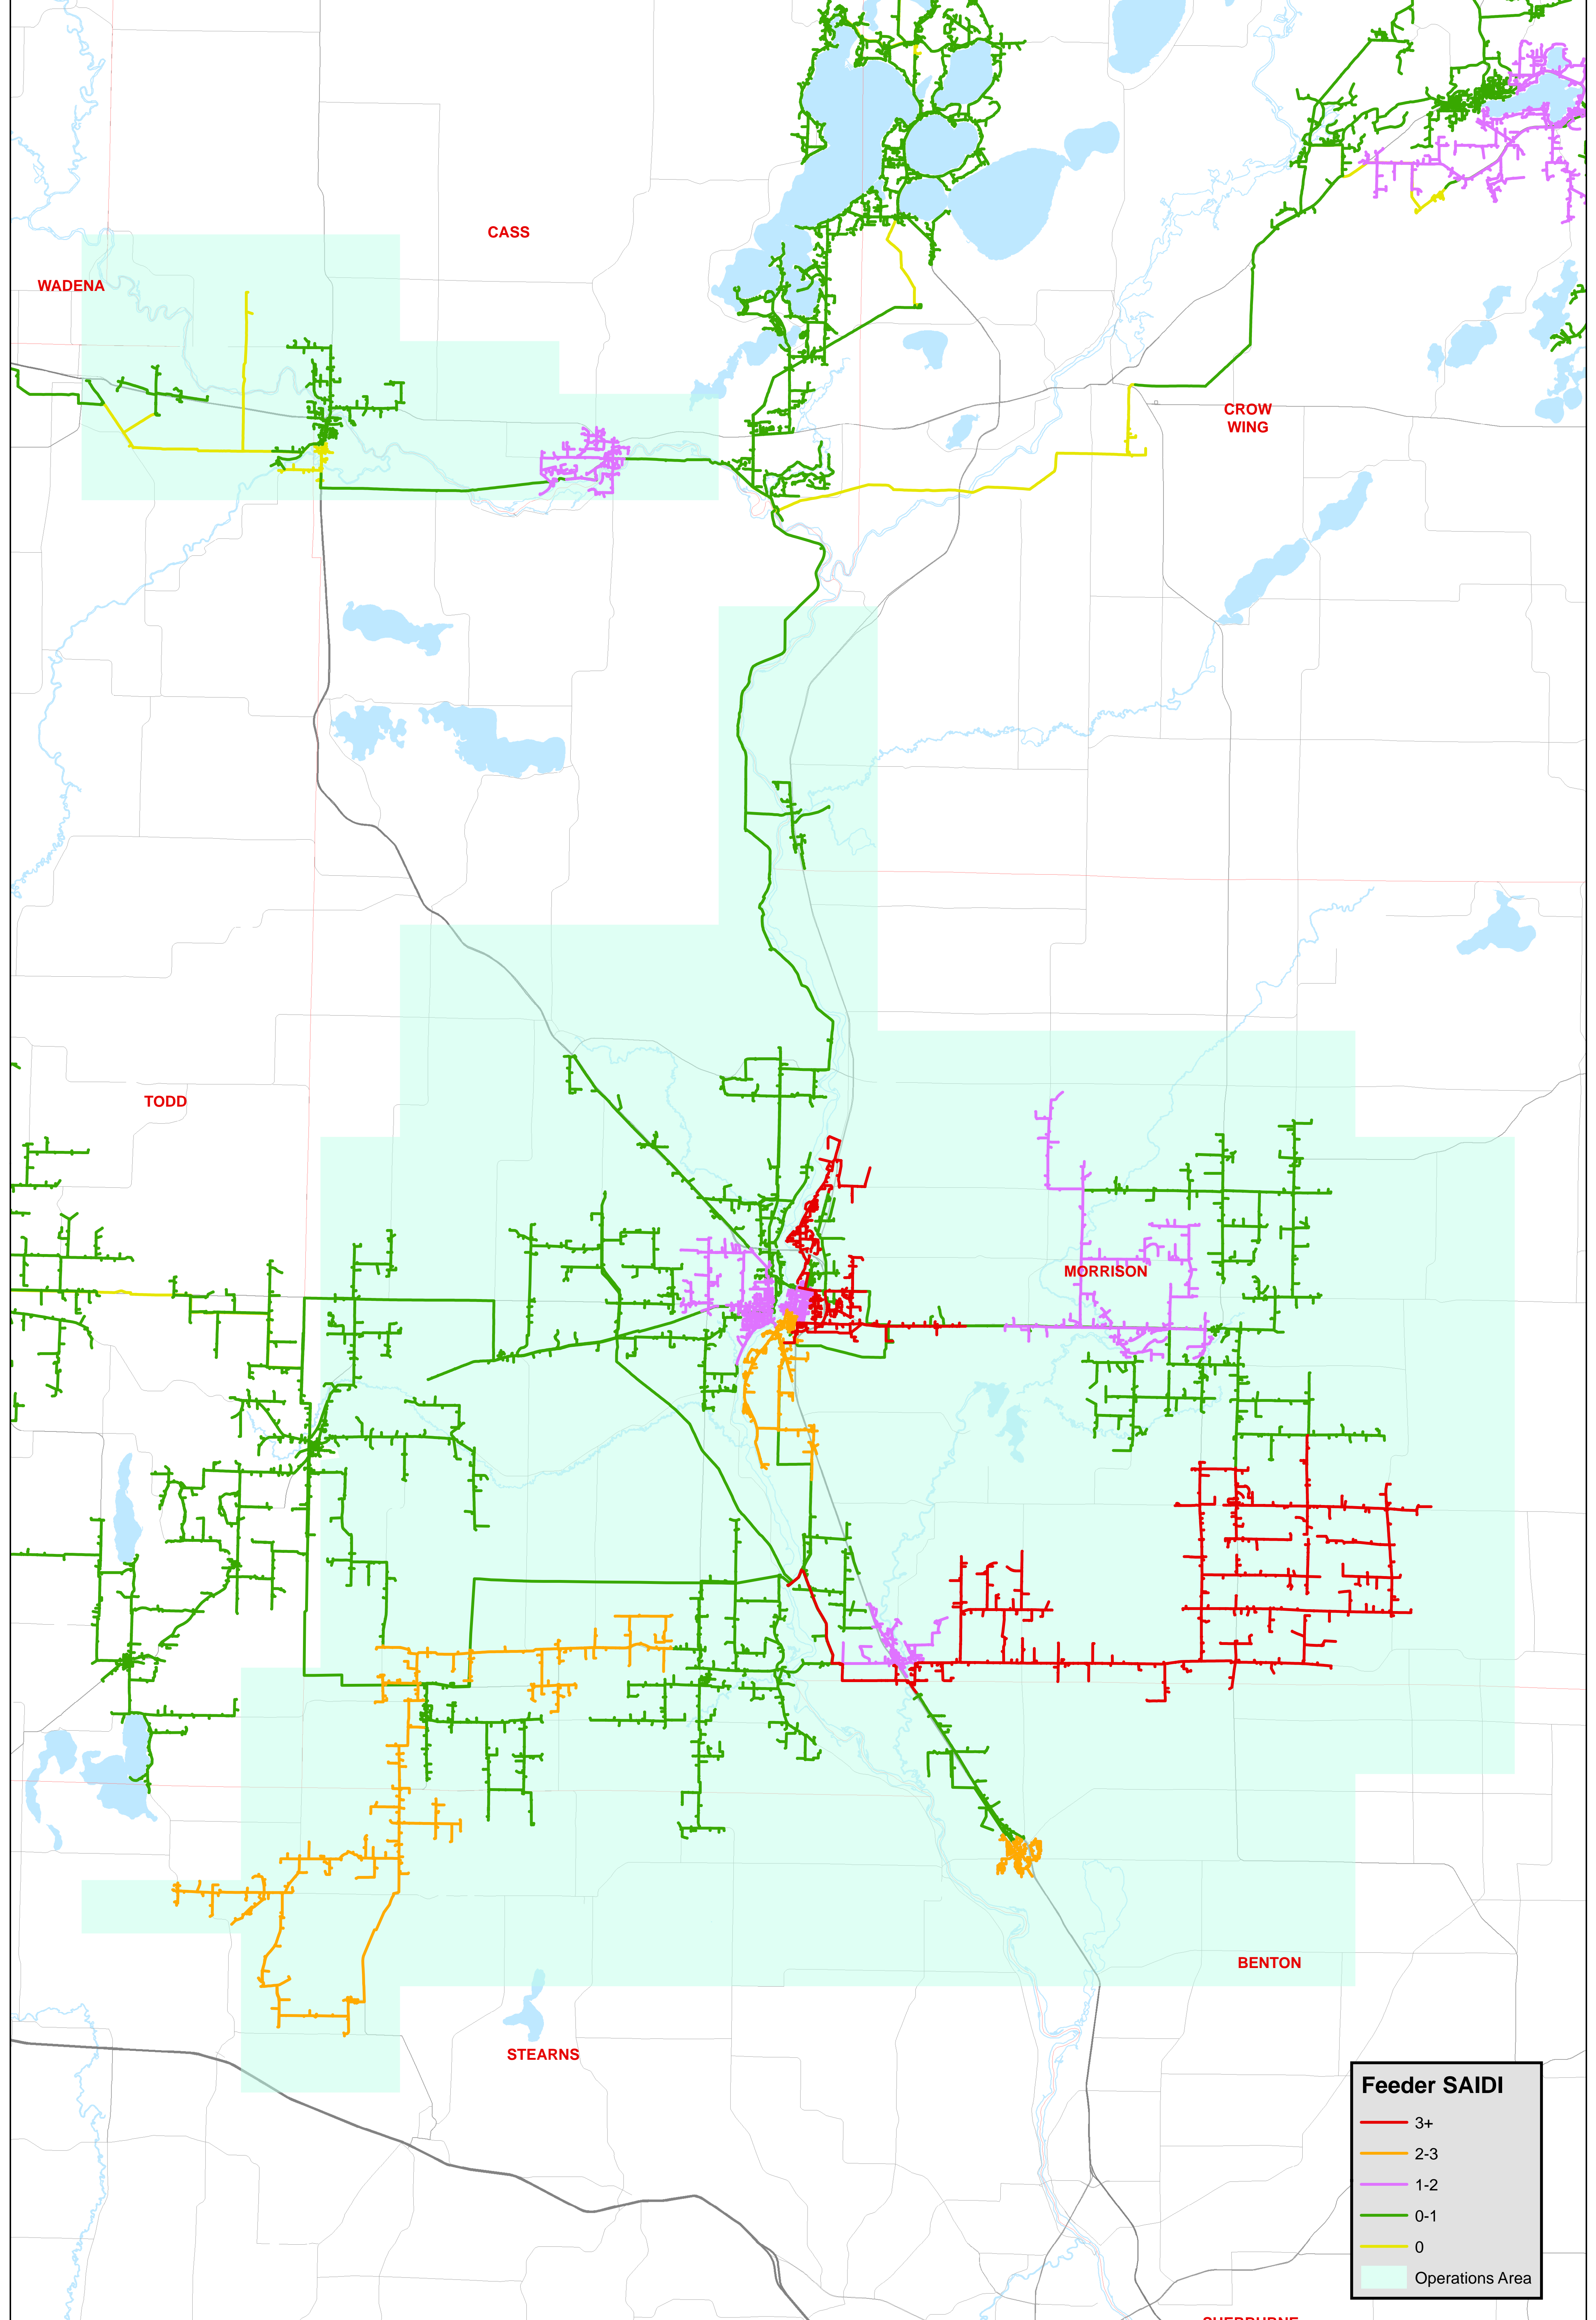 CASS
WADENA
CROW
WING
TODD
MORRISON
BENTON
STEARNS
Feeder SAIDI
3+
2-3
1-2
0-1
0
Operations Area
SHERBURNE